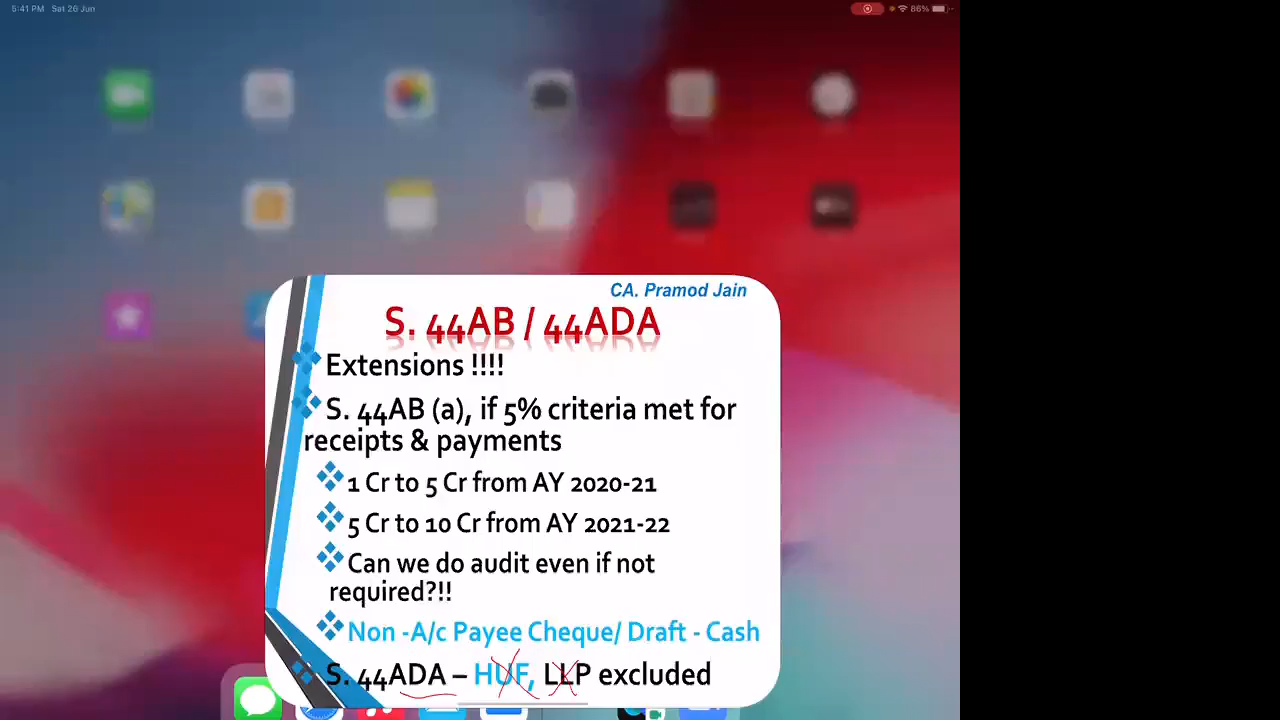 5:41 PM Sat 26 Jun
86%
CA. Pramod Jain
S. 44AB / 44ADA
Extensions !!!!
S. 44AB (a), if 5% criteria met for
receipts & payments
1 Cr to 5 Cr from AY 2020-21
5 Cr to 10 Cr from AY 2021-22
Can we do audit even if not
required?!!
Non -A/c Payee Cheque/ Draft - Cash
S. 44ADA – HUF, LLP excluded